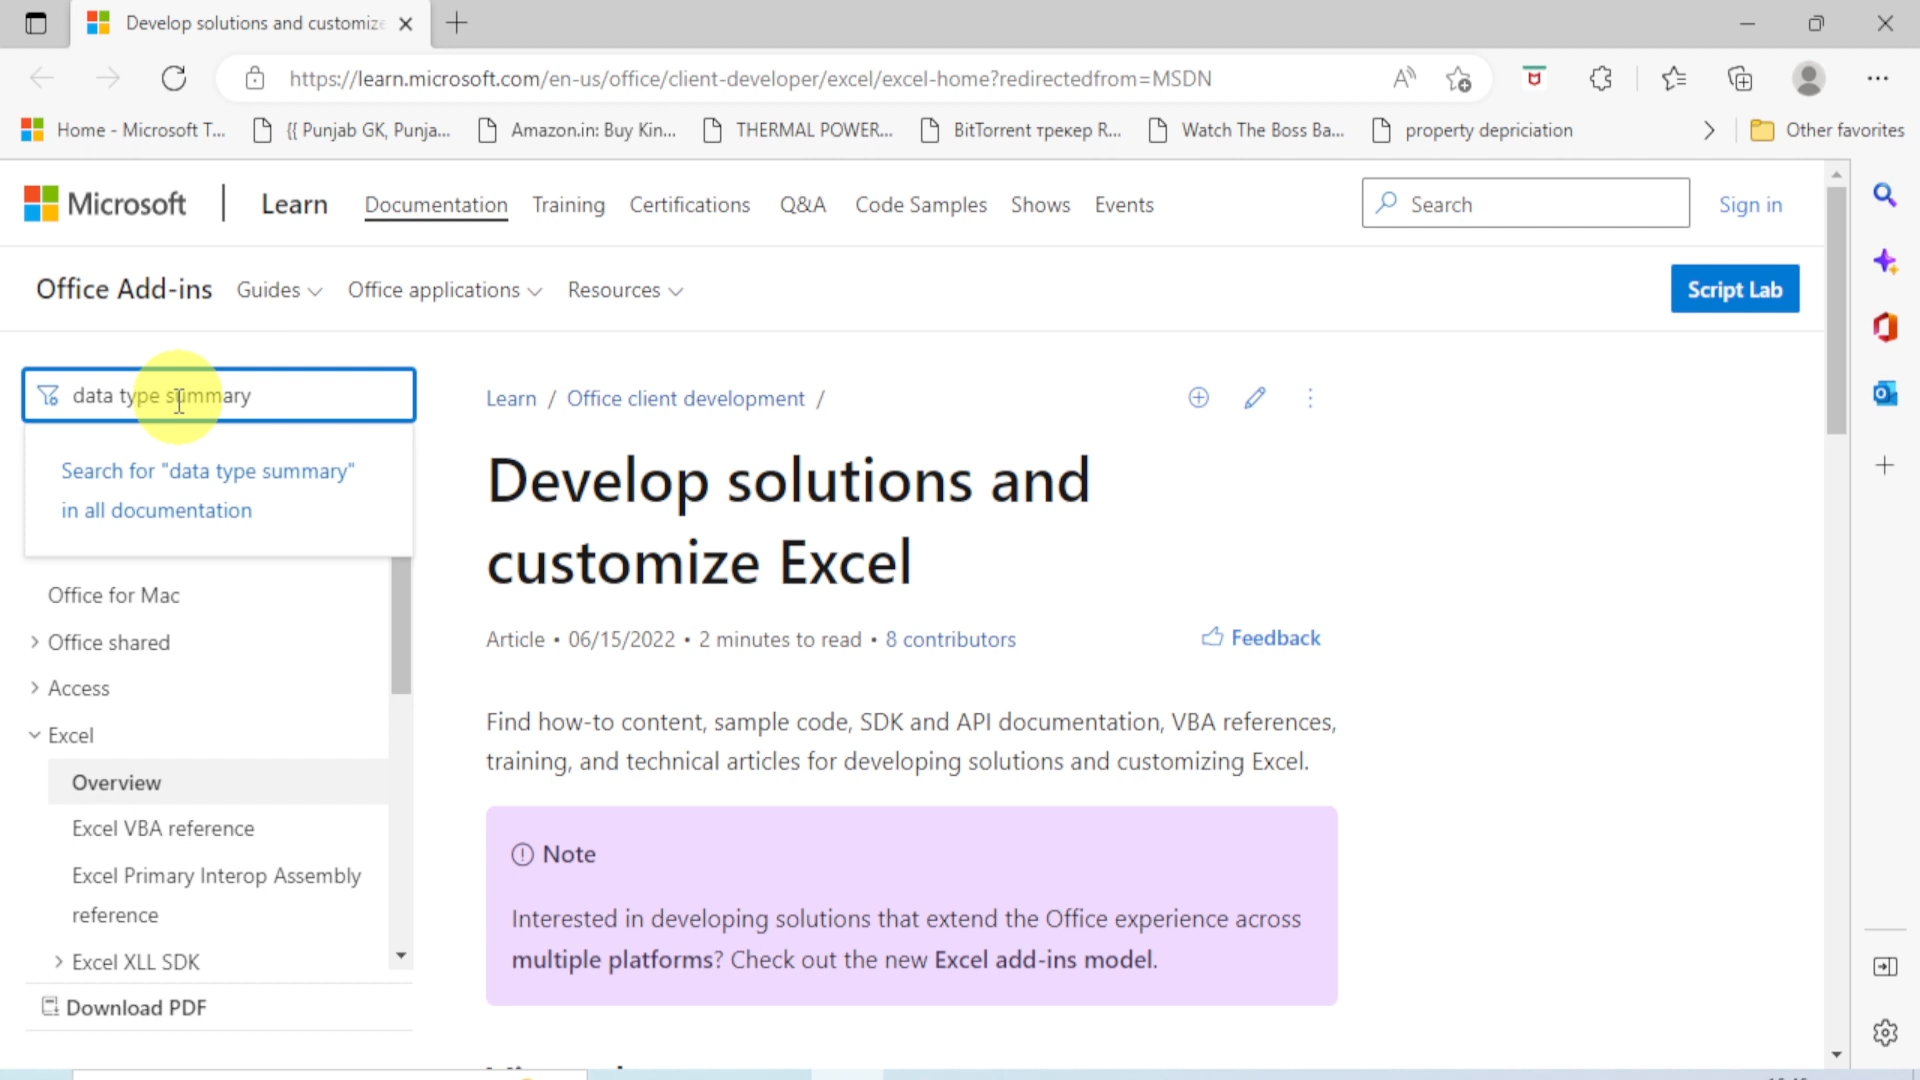 Develop solutions and customize
https://learn.microsoft.com/en-us/office/client-developer/excel/excel-home?redirectedfrom=MSDN
Home - Microsoft T... {{ Punjab GK, Punja... Amazon.in: Buy Kin... THERMAL POWER... BitTorrent трекер R... Watch The Boss Ba... property depriciation Other favorites
Microsoft Learn Documentation Training Certifications Q&A Code Samples Shows Events Search Sign in
Office Add-ins Guides Office applications Resources Script Lab
data type summary
Search for "data type summary"
in all documentation
Office for Mac
Office shared
Access
Excel
Overview
Excel VBA reference
Excel Primary Interop Assembly
reference
Excel XLL SDK
Download PDF
Learn / Office client development /
Develop solutions and
customize Excel
Article • 06/15/2022 • 2 minutes to read • 8 contributors
Feedback
Find how-to content, sample code, SDK and API documentation, VBA references,
training, and technical articles for developing solutions and customizing Excel.
Note
Interested in developing solutions that extend the Office experience across
multiple platforms? Check out the new Excel add-ins model.